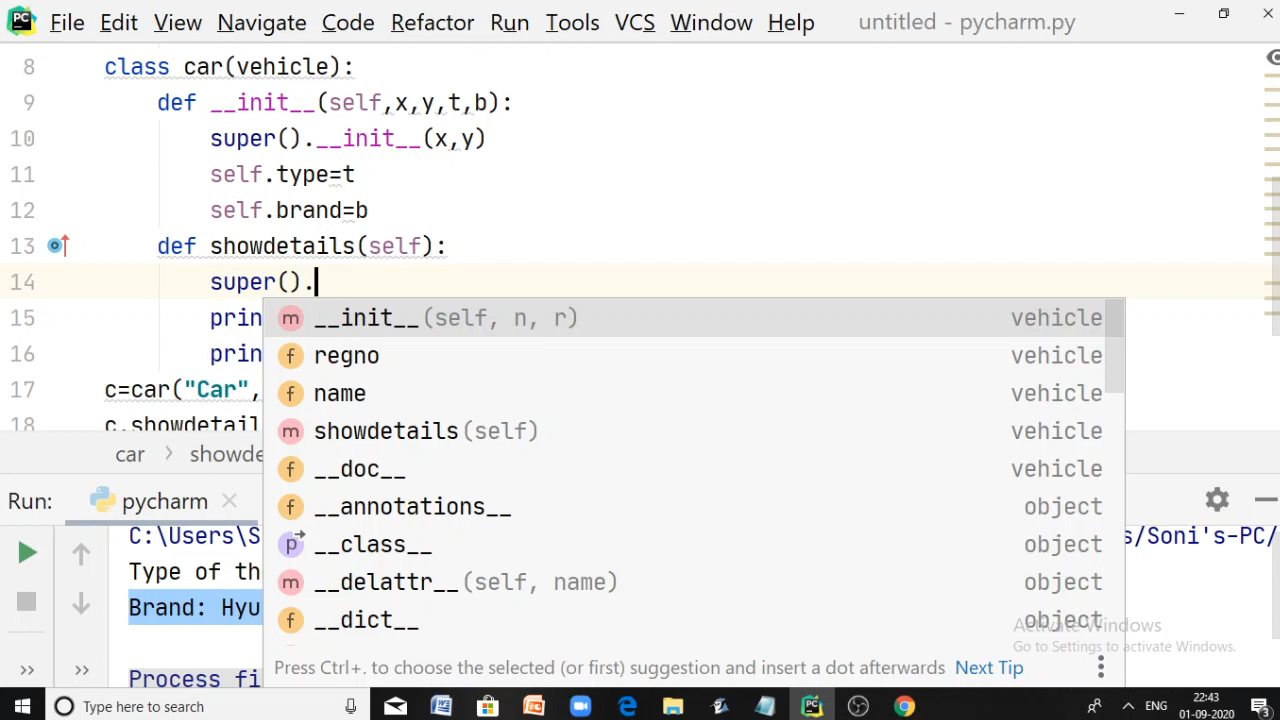 File Edit View Navigate Code Refactor Run Tools VCS Window Help untitled - pycharm.py
8 class car(vehicle):
9 def __init__(self,x,y,t,b):
10 super().__init__(x,y)
11 self.type=t
12 self.brand=b
13 def showdetails(self):
14 super().
15 prin
16 prin
17 c=car("Car",
18 c.showdetail
__init__(self, n, r) vehicle
regno vehicle
name vehicle
showdetails(self) vehicle
__doc__ vehicle
__annotations__ object
__class__ object
__delattr__(self, name) object
__dict__ object
Press Ctrl+. to choose the selected (or first) suggestion and insert a dot afterwards Next Tip
car > showde
Run: pycharm
C:\Users\S s/Soni's-PC/
Type of th
Brand: Hyu
Process fi
Activate Windows
Go to Settings to activate Windows.
Type here to search
ENG
22:43
01-09-2020
3